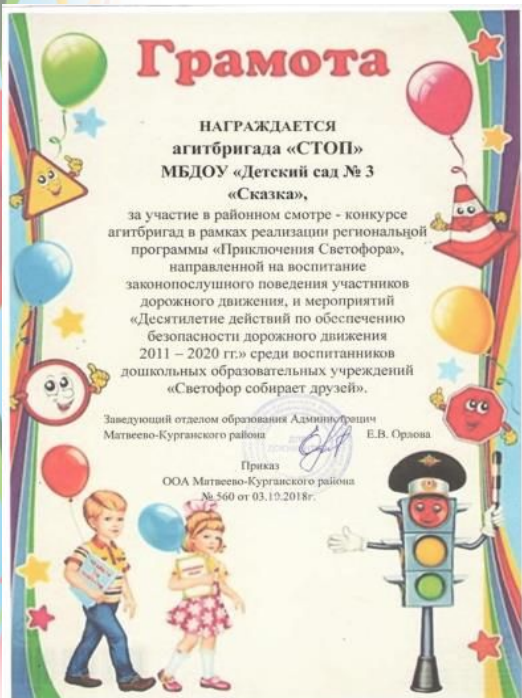 Грамота
НАГРАЖДАЕТСЯ
агитбригада «СТОП»
МБДОУ «Детский сад № 3
«Сказка»,
за участие в районном смотре - конкурсе
агитбригад в рамках реализации региональной
программы «Приключения Светофора»,
направленной на воспитание
законопослушного поведения участников
дорожного движения, и мероприятий
«Десятилетие действий по обеспечению
безопасности дорожного движения
2011 – 2020 гг.» среди воспитанников
дошкольных образовательных учреждений
«Светофор собирает друзей».
Заведующий отделом образования Администрации
Матвеево-Курганского района Е.В. Орлова
Приказ
ООА Матвеево-Курганского района
№ 560 от 03.10.2018г.